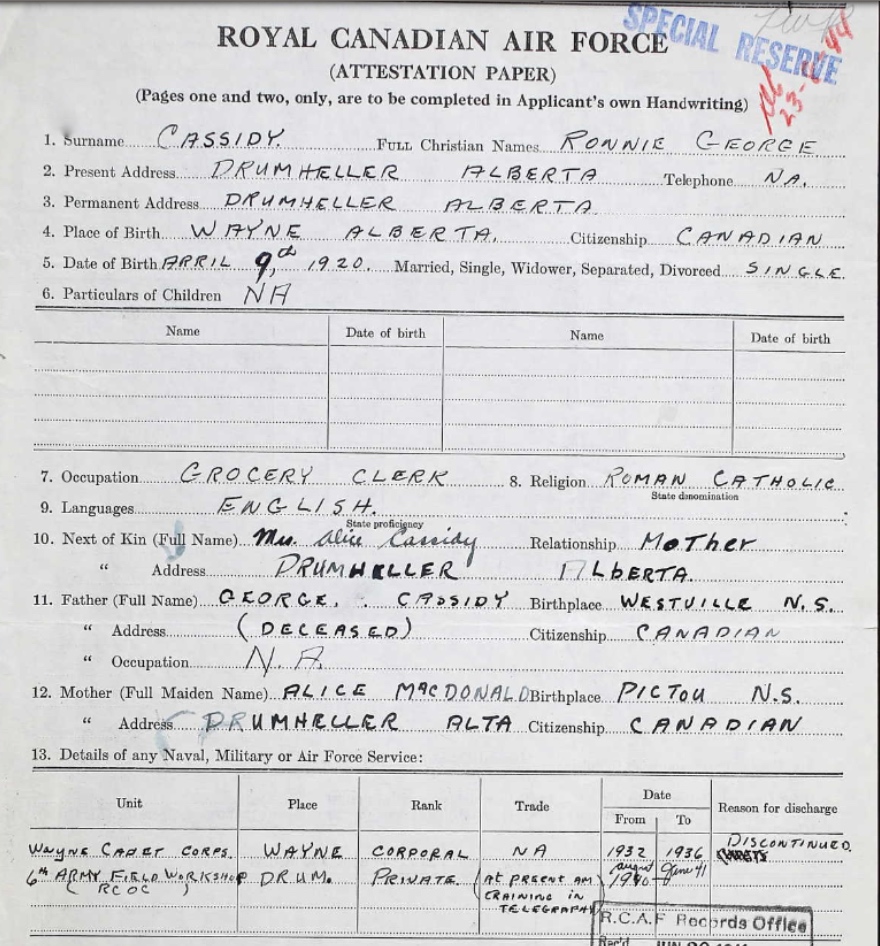 SPECIAL RESERVE
ROYAL CANADIAN AIR FORCE
(ATTESTATION PAPER)
(Pages one and two, only, are to be completed in Applicant's own Handwriting)
1. Surname CASSIDY. FULL Christian Names RONNIE GEORGE
2. Present Address DRUMHELLER ALBERTA Telephone NA.
3. Permanent Address DRUMHELLER ALBERTA
4. Place of Birth WAYNE ALBERTA. Citizenship CANADIAN
5. Date of Birth APRIL 9th, 1920. Married, Single, Widower, Separated, Divorced SINGLE.
6. Particulars of Children NA
Name Date of birth Name Date of birth
7. Occupation GROCERY CLERK 8. Religion ROMAN CATHOLIC
State denomination
9. Languages ENGLISH.
State proficiency
10. Next of Kin (Full Name) Mrs. Alice Cassidy Relationship MOTHER
" Address DRUMHELLER ALBERTA.
11. Father (Full Name) GEORGE, CASSIDY Birthplace WESTVILLE N.S.
" Address (DECEASED) Citizenship CANADIAN
" Occupation N.A.
12. Mother (Full Maiden Name) ALICE MACDONALD Birthplace PICTOU N.S.
" Address DRUMHELLER ALTA Citizenship CANADIAN
13. Details of any Naval, Military or Air Force Service:
Unit Place Rank Trade Date Reason for discharge
From To
WAYNE CADET CORPS. WAYNE CORPORAL NA 1932 1936 DISCONTINUED.
6th ARMY FIELD WORKSHOP DRUM. PRIVATE (AT PRESENT AM August 1940 June 41
(RCOC) TRAINING IN
TELEGRAPHY)
R.C.A.F Records Office
Rec'd